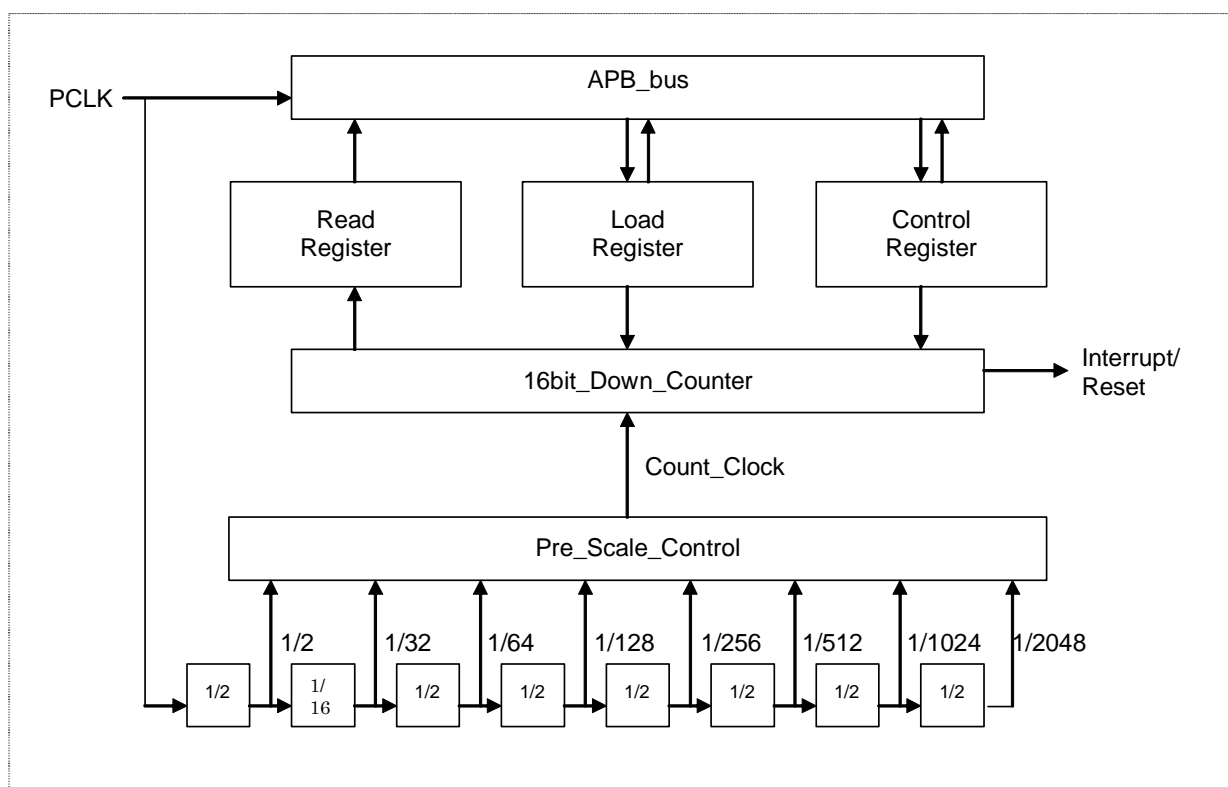 APB_bus
PCLK
Read
Register
Load
Register
Control
Register
16bit_Down_Counter
Interrupt/
Reset
Count_Clock
Pre_Scale_Control
1/2
1/32
1/64
1/128
1/256
1/512
1/1024
1/2048
1/2
1/
16
1/2
1/2
1/2
1/2
1/2
1/2